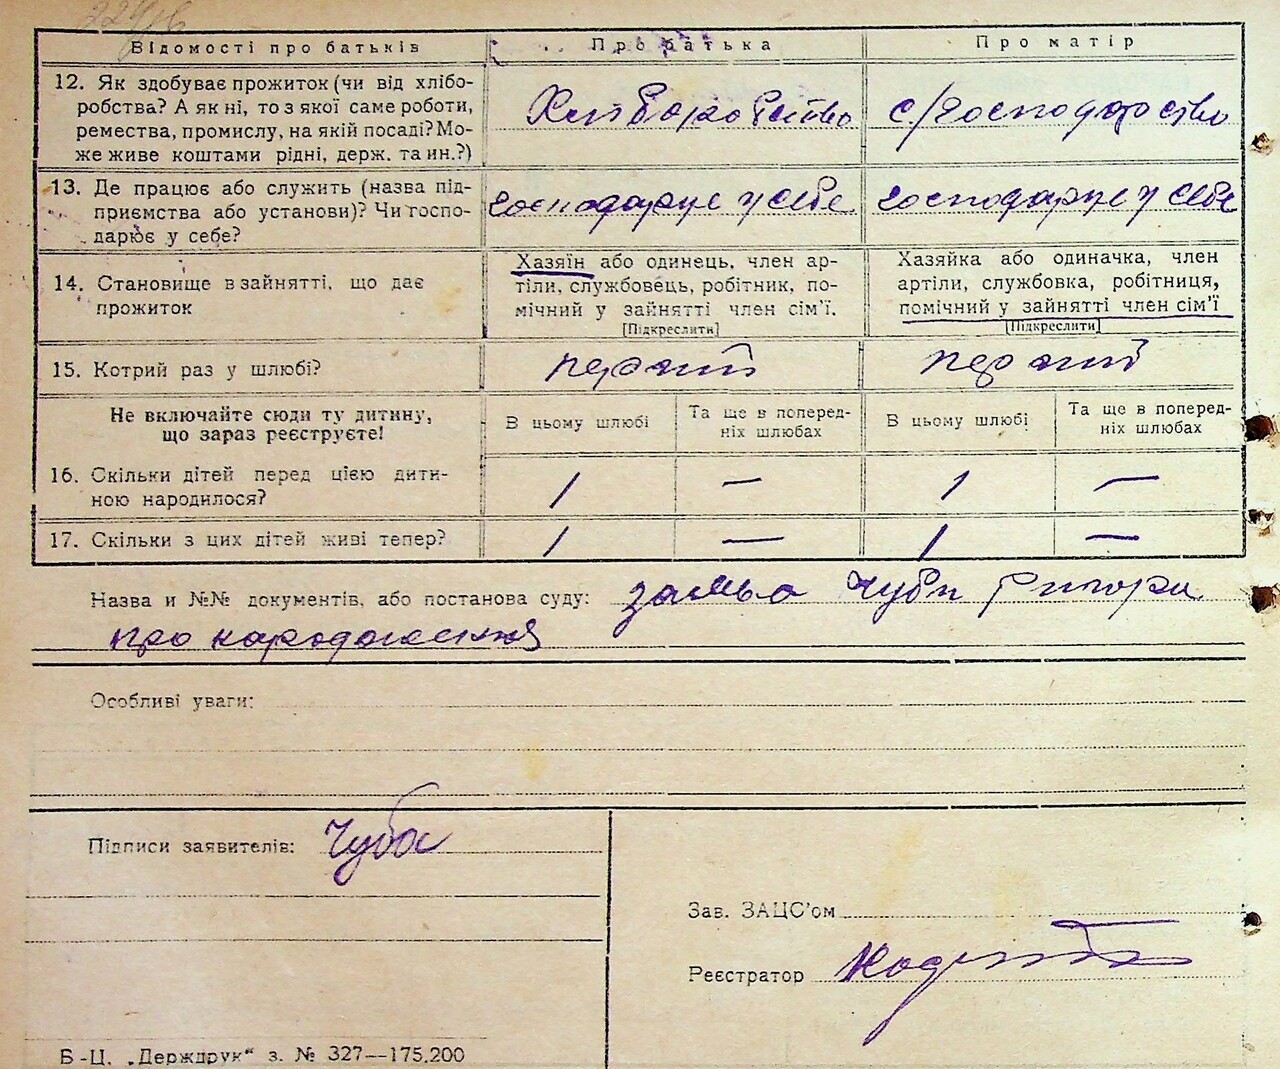 Відомості про батьків Про батька Про матір
12. Як здобуває прожиток (чи від хлібо-
робства? А як ні, то з якої саме роботи,
ремества, промислу, на якій посаді? Мо-
же живе коштами рідні, держ. та ин.?)
Хліборобство с/господарство
13. Де працює або служить (назва під-
приємства або установи)? Чи госпо-
дарює у себе?
господарує у себе господарує у себе
14. Становище в зайнятті, що дає
прожиток
Хазяїн або одинець, член ар-
тілі, службовець, робітник, по-
мічний у зайнятті член сім'ї.
[Підкреслити]
Хазяйка або одиначка, член
артілі, службовка, робітниця,
помічний у зайнятті член сім'ї
[Підкреслити]
15. Котрий раз у шлюбі? перший перший
Не включайте сюди ту дитину,
що зараз реєструєте!
В цьому шлюбі
Та ще в поперед-
ніх шлюбах
В цьому шлюбі
Та ще в поперед-
ніх шлюбах
16. Скільки дітей перед цією дити-
ною народилося?
1 — 1 —
17. Скільки з цих дітей живі тепер? 1 — 1 —
Назва и №№ документів, або постанова суду: заява Чуби Григорія
про народження
Особливі уваги:
Підписи заявителів: Чуба
Зав. ЗАЦС'ом
Реєстратор
Б-Ц. „Держдрук“ з. № 327—175.200